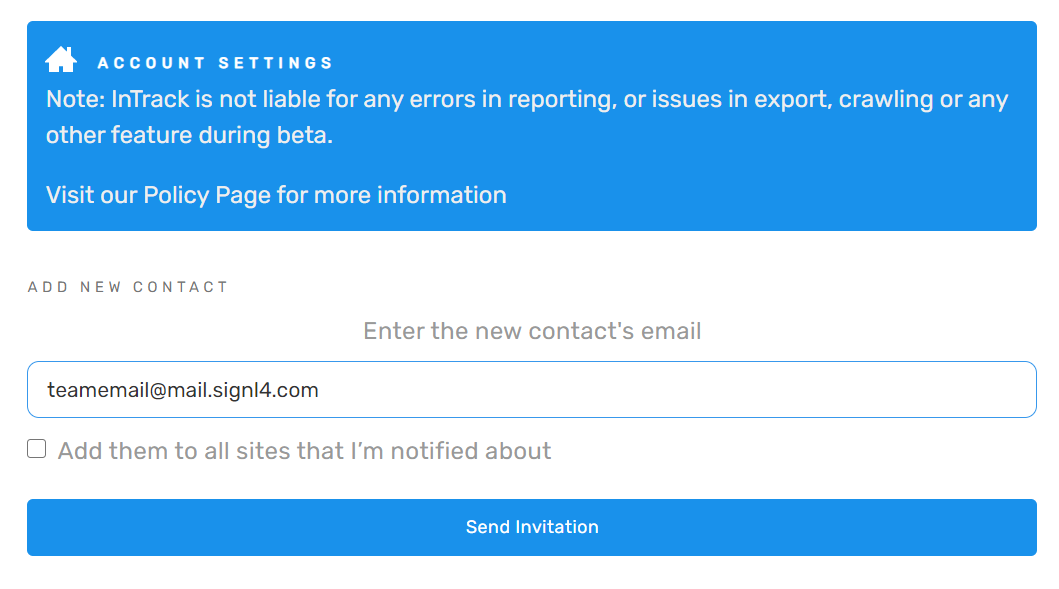 ACCOUNT SETTINGS
Note: InTrack is not liable for any errors in reporting, or issues in export, crawling or any
other feature during beta.
Visit our Policy Page for more information
ADD NEW CONTACT
Enter the new contact's email
teamemail@mail.signl4.com
Add them to all sites that I’m notified about
Send Invitation